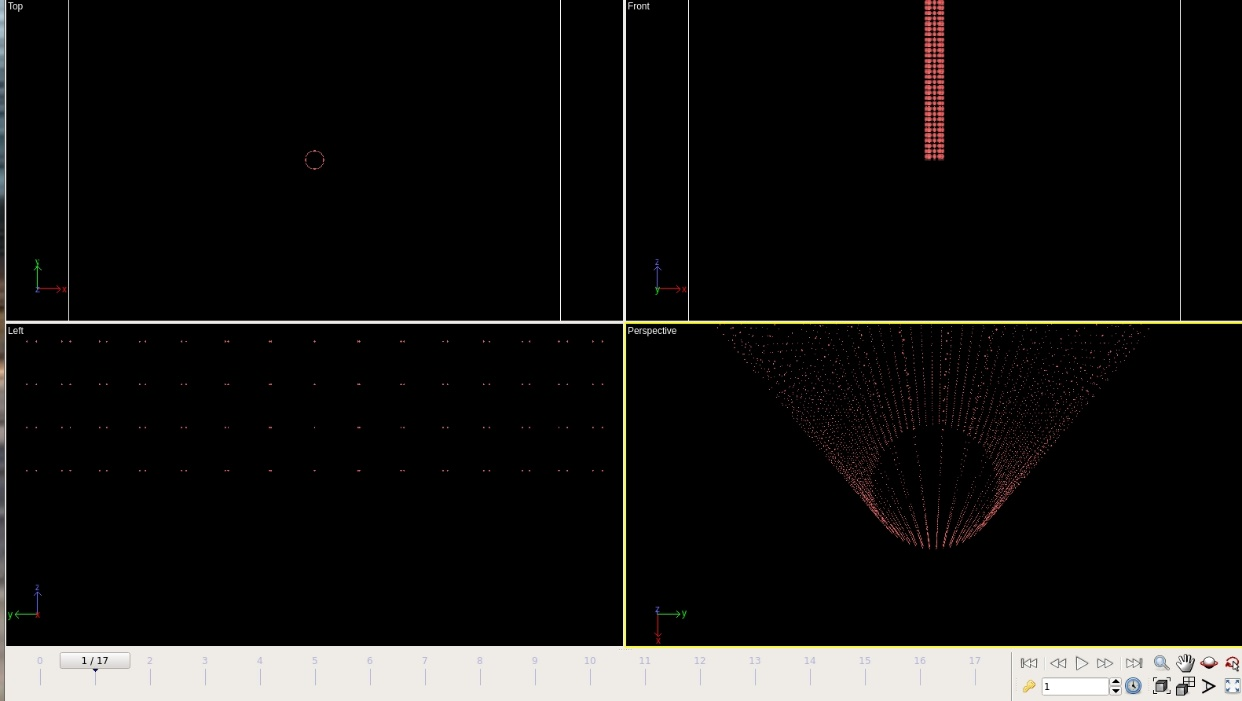 Top
Front
y
z
x
z
y
x
Left
Perspective
z
y
x
z
y
x
0
1 / 17
2
3
4
5
6
7
8
9
10
11
12
13
14
15
16
17
1